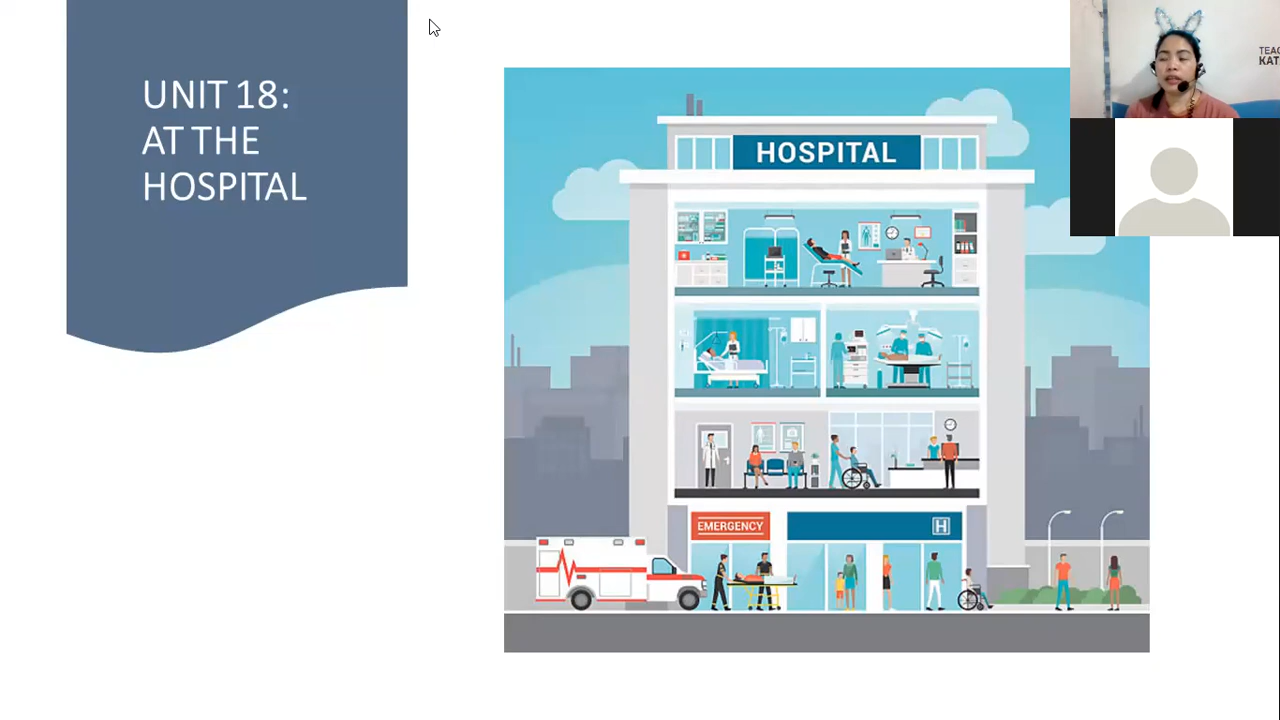 UNIT 18:
AT THE
HOSPITAL
HOSPITAL
EMERGENCY
H